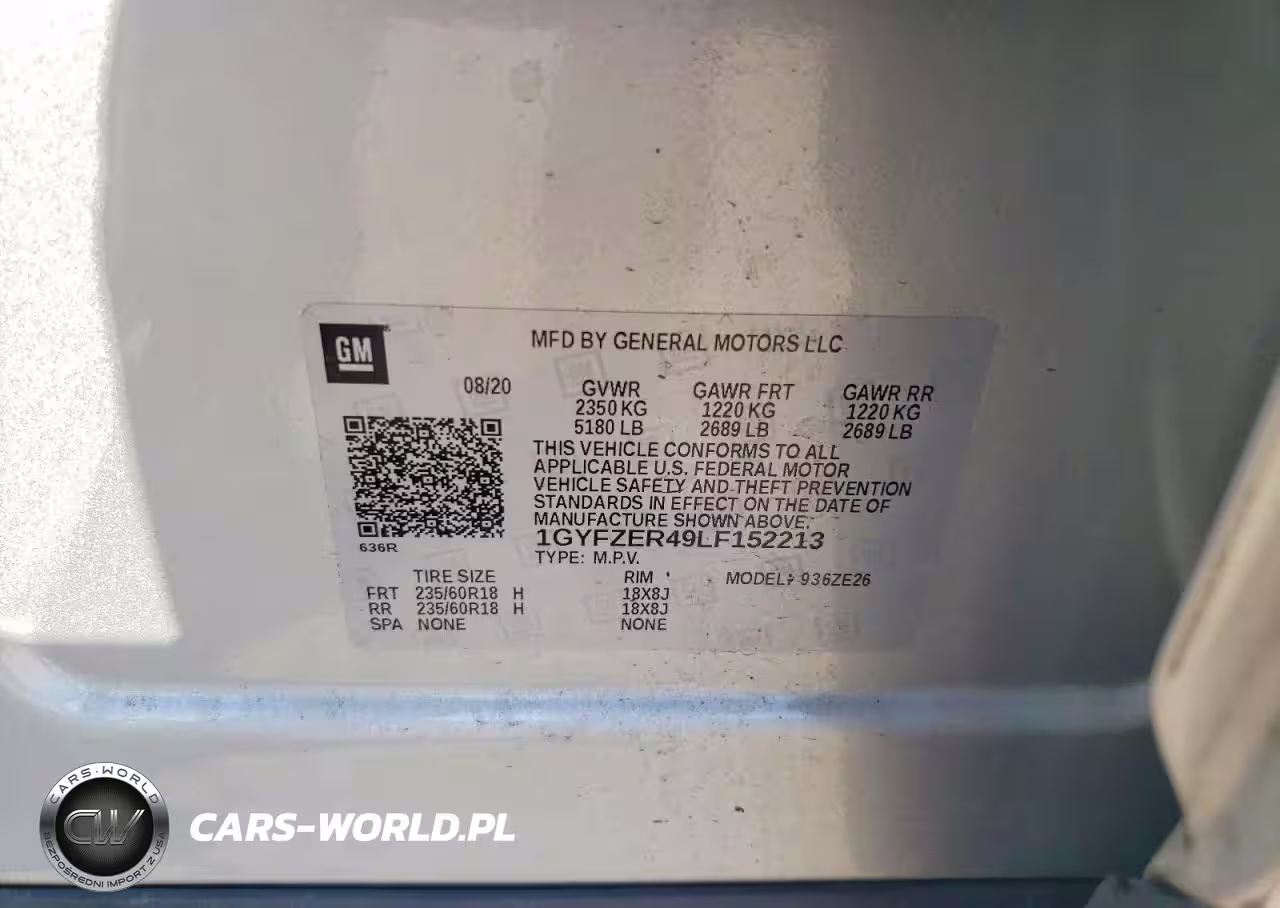 GM
MFD BY GENERAL MOTORS LLC
08/20
GVWR GAWR FRT GAWR RR
2350 KG 1220 KG 1220 KG
5180 LB 2689 LB 2689 LB
THIS VEHICLE CONFORMS TO ALL
APPLICABLE U.S. FEDERAL MOTOR
VEHICLE SAFETY AND THEFT PREVENTION
STANDARDS IN EFFECT ON THE DATE OF
MANUFACTURE SHOWN ABOVE.
636R
1GYFZER49LF152213
TYPE: M.P.V.
TIRE SIZE RIM MODEL: 936ZE26
FRT 235/60R18 H 18X8J
RR 235/60R18 H 18X8J
SPA NONE NONE
CARS-WORLD
CW
BEZPOŚREDNI IMPORT Z USA
CARS-WORLD.PL